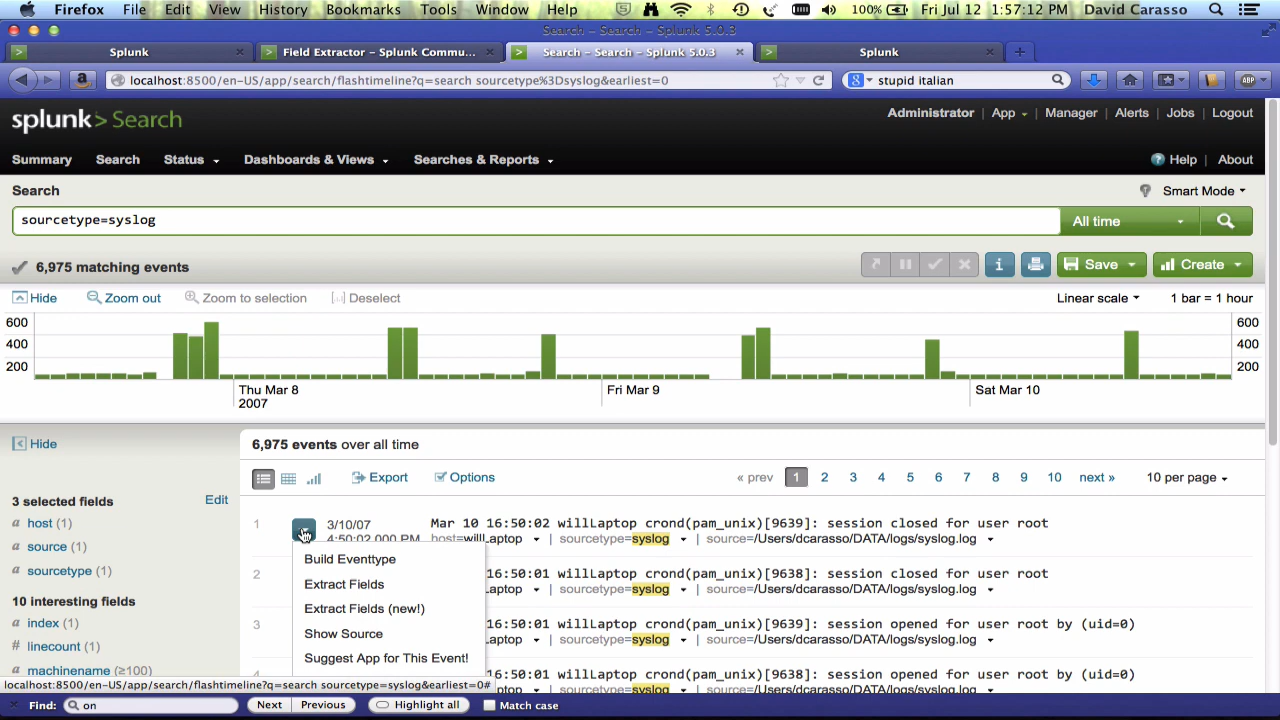 Firefox File Edit View History Bookmarks Tools Window Help 100% Fri Jul 12 1:57:12 PM David Carasso
Search - Search - Splunk 5.0.3
Splunk Field Extractor – Splunk Commu... Search – Search – Splunk 5.0.3 Splunk
localhost:8500/en-US/app/search/flashtimeline?q=search sourcetype%3Dsyslog&earliest=0 stupid italian ABP
splunk> Search Administrator | App | Manager | Alerts | Jobs | Logout
Summary Search Status Dashboards & Views Searches & Reports Help | About
Search Smart Mode
sourcetype=syslog All time
6,975 matching events Save Create
Hide Zoom out Zoom to selection Deselect Linear scale 1 bar = 1 hour
600 600
400 400
200 200
Thu Mar 8 Fri Mar 9 Sat Mar 10
2007
Hide 6,975 events over all time
Export Options « prev 1 2 3 4 5 6 7 8 9 10 next » 10 per page
3 selected fields Edit
a host (1)
a source (1)
a sourcetype (1)
10 interesting fields
a index (1)
# linecount (1)
a machinename (≥100)
1 3/10/07 Mar 10 16:50:02 willLaptop crond(pam_unix)[9639]: session closed for user root
4:50:02.000 PM host=willLaptop | sourcetype=syslog | source=/Users/dcarasso/DATA/logs/syslog.log
Build Eventtype
Extract Fields
Extract Fields (new!)
Show Source
Suggest App for This Event!
2 16:50:01 willLaptop crond(pam_unix)[9638]: session closed for user root
Laptop | sourcetype=syslog | source=/Users/dcarasso/DATA/logs/syslog.log
3 16:50:01 willLaptop crond(pam_unix)[9639]: session opened for user root by (uid=0)
Laptop | sourcetype=syslog | source=/Users/dcarasso/DATA/logs/syslog.log
4 16:50:01 willLaptop crond(pam_unix)[9638]: session opened for user root by (uid=0)
Laptop | sourcetype=syslog | source=/Users/dcarasso/DATA/logs/syslog.log
localhost:8500/en-US/app/search/flashtimeline?q=search sourcetype%3Dsyslog&earliest=0#
Find: on Next Previous Highlight all Match case